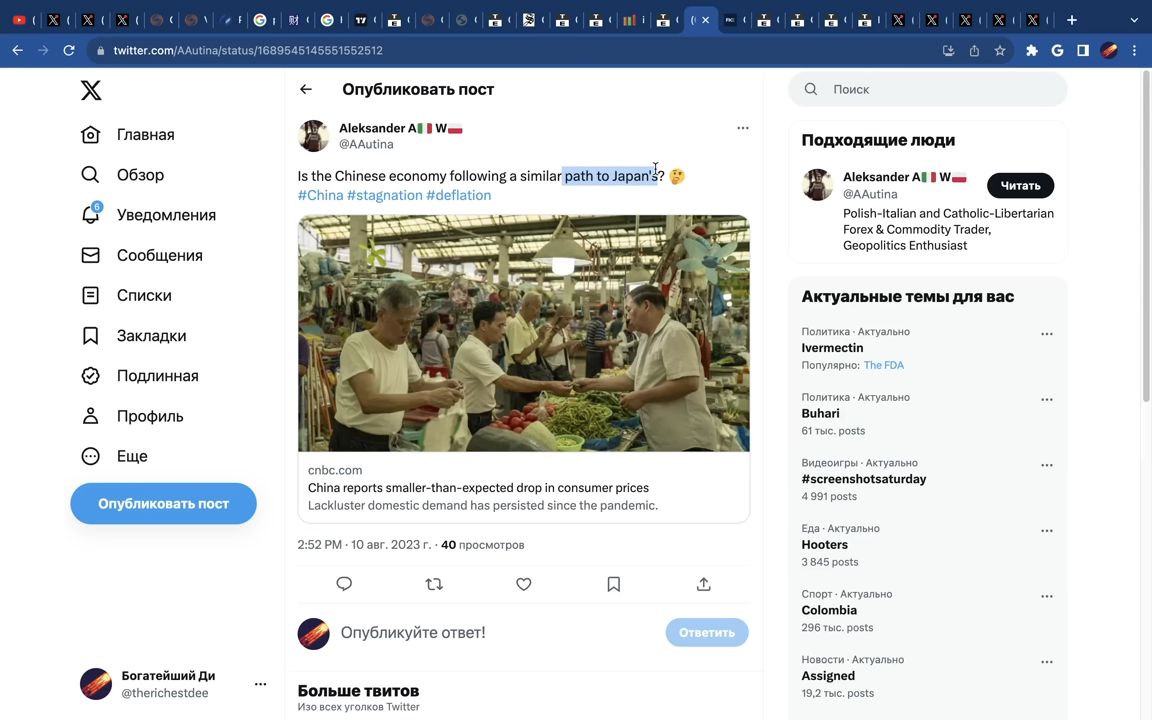 twitter.com/AAutina/status/1689545145551552512
Главная
Обзор
6
Уведомления
Сообщения
Списки
Закладки
Подлинная
Профиль
Еще
Опубликовать пост
Богатейший Ди
@therichestdee
Опубликовать пост
Aleksander A🇮🇹 W🇵🇱
@AAutina
Is the Chinese economy following a similar path to Japan's? 🤔
#China #stagnation #deflation
cnbc.com
China reports smaller-than-expected drop in consumer prices
Lackluster domestic demand has persisted since the pandemic.
2:52 PM · 10 авг. 2023 г. · 40 просмотров
Опубликуйте ответ!
Ответить
Больше твитов
Изо всех уголков Twitter
Поиск
Подходящие люди
Aleksander A🇮🇹 W🇵🇱
@AAutina
Читать
Polish-Italian and Catholic-Libertarian
Forex & Commodity Trader,
Geopolitics Enthusiast
Актуальные темы для вас
Политика · Актуально
Ivermectin
Популярно: The FDA
Политика · Актуально
Buhari
61 тыс. posts
Видеоигры · Актуально
#screenshotsaturday
4 991 posts
Еда · Актуально
Hooters
3 845 posts
Спорт · Актуально
Colombia
296 тыс. posts
Новости · Актуально
Assigned
19,2 тыс. posts